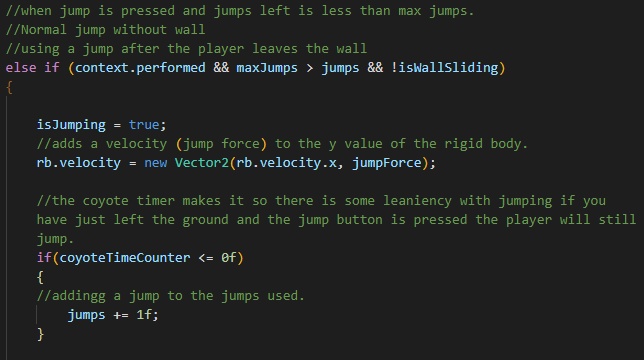 //when jump is pressed and jumps left is less than max jumps.
//Normal jump without wall
//using a jump after the player leaves the wall
else if (context.performed && maxJumps > jumps && !isWallSliding)
{
isJumping = true;
//adds a velocity (jump force) to the y value of the rigid body.
rb.velocity = new Vector2(rb.velocity.x, jumpForce);
//the coyote timer makes it so there is some leaniency with jumping if you
have just left the ground and the jump button is pressed the player will still
jump.
if(coyoteTimeCounter <= 0f)
{
//addingg a jump to the jumps used.
jumps += 1f;
}